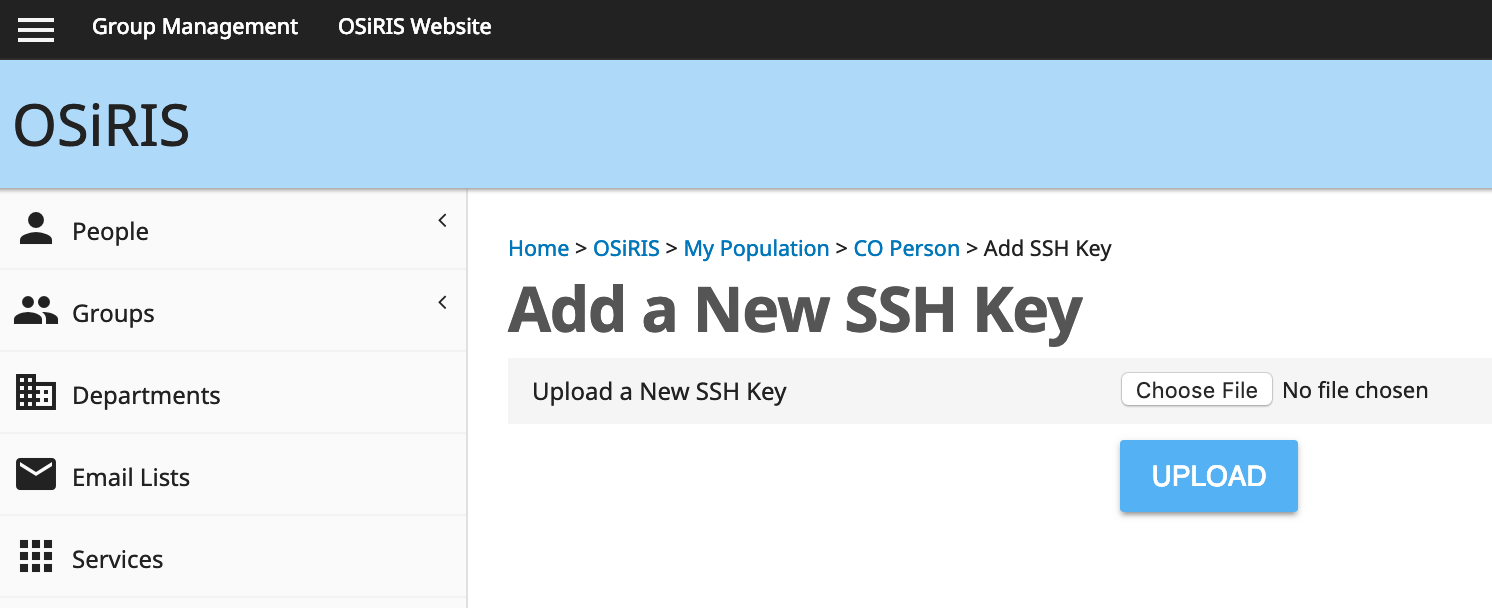 Group Management OSiRIS Website
OSiRIS
People
Groups
Departments
Email Lists
Services
Home > OSiRIS > My Population > CO Person > Add SSH Key
Add a New SSH Key
Upload a New SSH Key Choose File No file chosen
UPLOAD